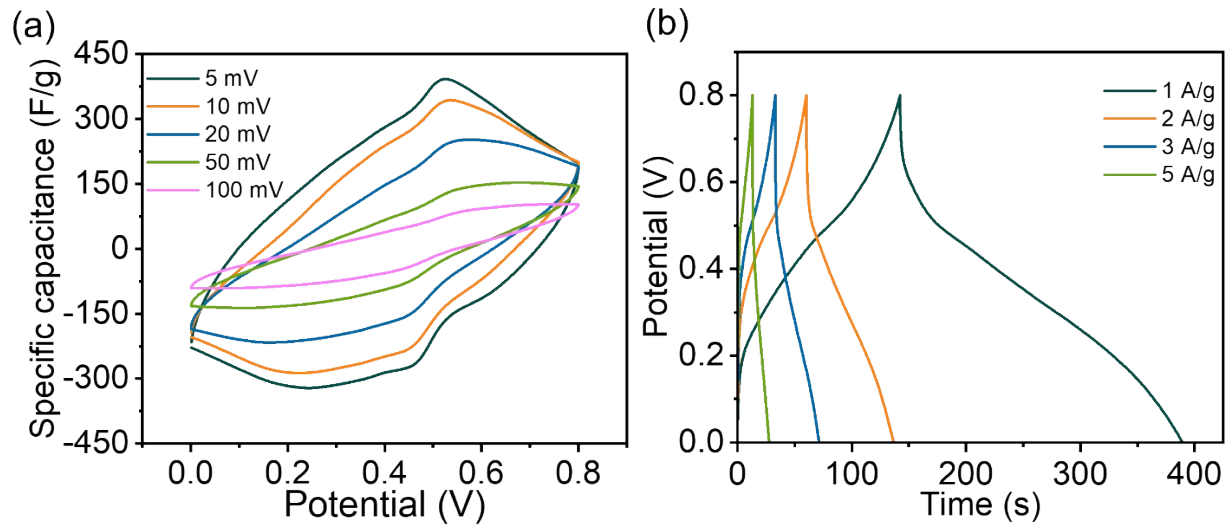 (a)
Specific capacitance (F/g)
450
300
150
0
-150
-300
-450
5 mV
10 mV
20 mV
50 mV
100 mV
0.0
0.2
0.4
0.6
0.8
Potential (V)
(b)
Potential (V)
0.8
0.6
0.4
0.2
0.0
1 A/g
2 A/g
3 A/g
5 A/g
0
100
200
300
400
Time (s)